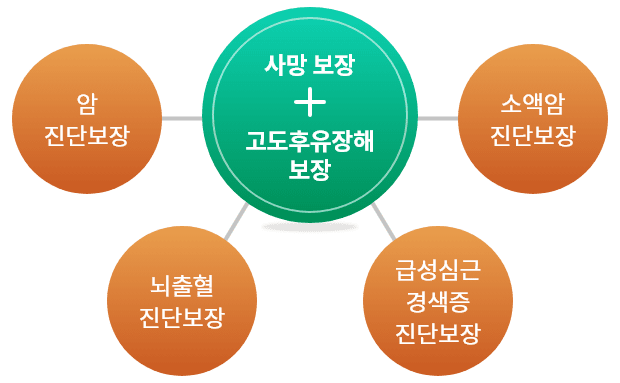 사망 보장
+
고도후유장해
보장
암
진단보장
소액암
진단보장
뇌출혈
진단보장
급성심근
경색증
진단보장